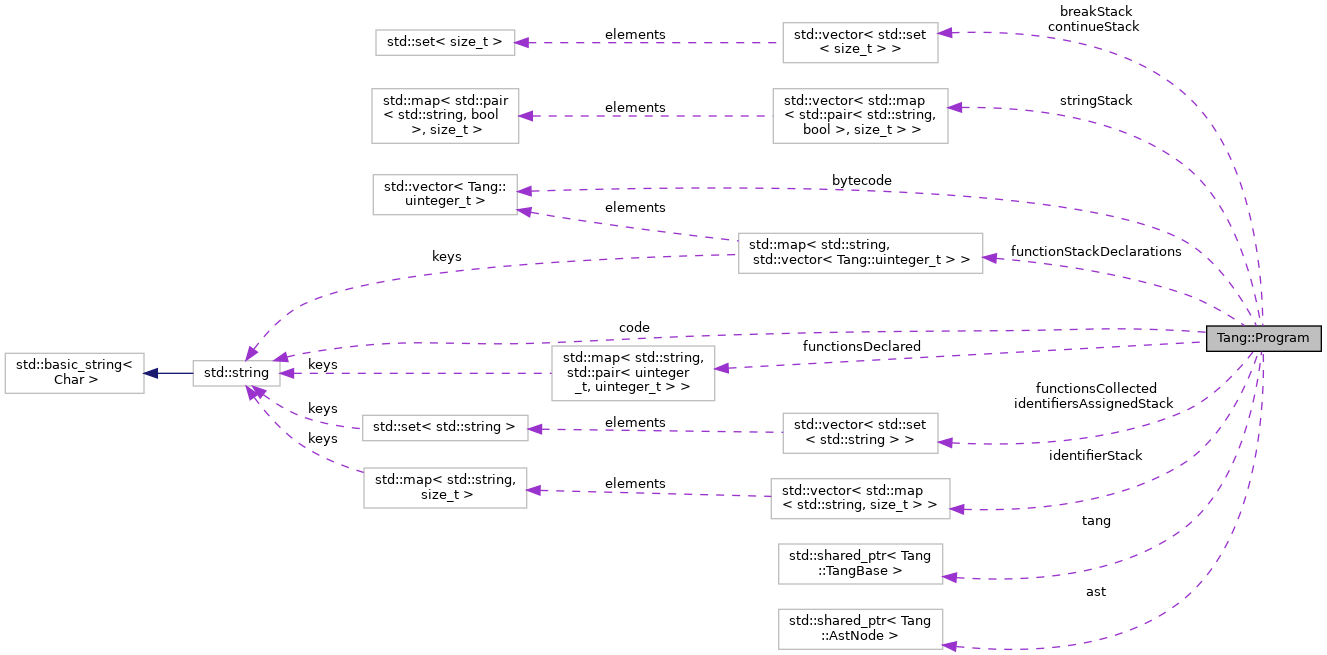 breakStack
continueStack
std::set< size_t >
elements
std::vector< std::set
< size_t > >
stringStack
std::map< std::pair
< std::string, bool
>, size_t >
elements
std::vector< std::map
< std::pair< std::string,
bool >, size_t > >
bytecode
std::vector< Tang::
uinteger_t >
elements
std::map< std::string,
std::vector< Tang::uinteger_t > >
functionStackDeclarations
keys
code
Tang::Program
functionsDeclared
std::basic_string<
Char >
std::string
keys
std::map< std::string,
std::pair< uinteger
_t, uinteger_t > >
functionsCollected
identifiersAssignedStack
keys
std::set< std::string >
elements
std::vector< std::set
< std::string > >
keys
identifierStack
std::map< std::string,
size_t >
elements
std::vector< std::map
< std::string, size_t > >
tang
std::shared_ptr< Tang
::TangBase >
ast
std::shared_ptr< Tang
::AstNode >